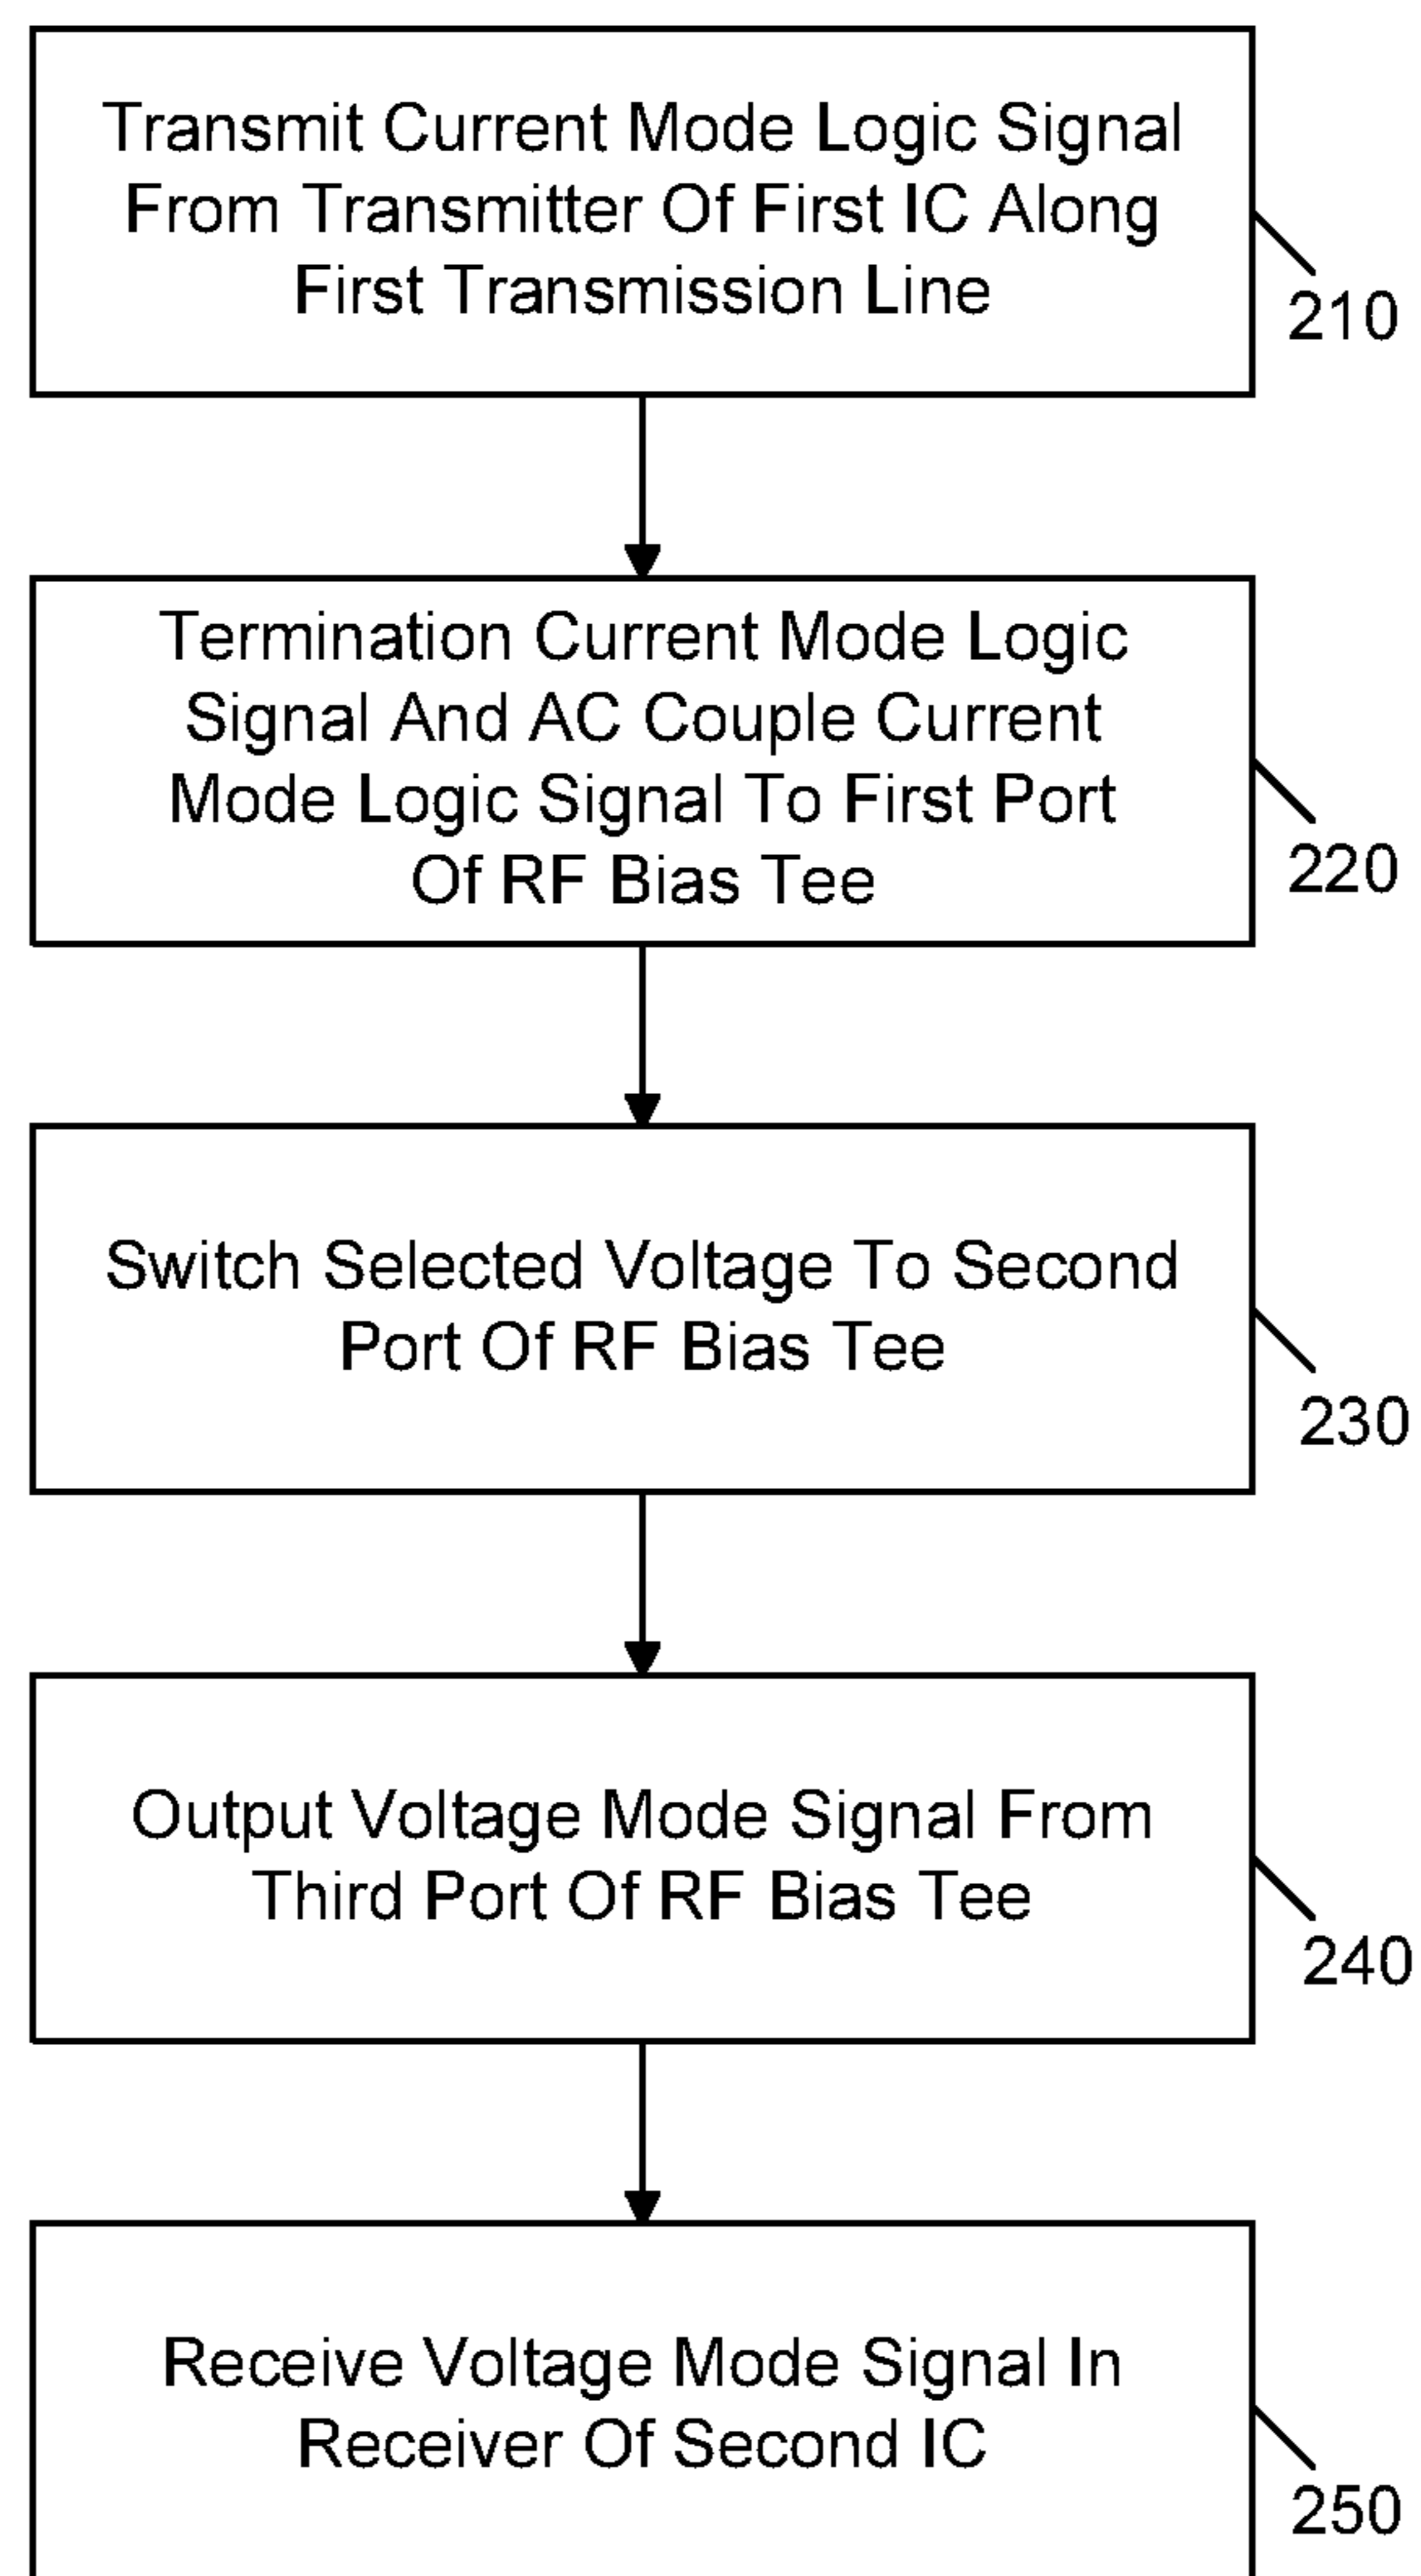 Transmit Current Mode Logic Signal
From Transmitter Of First IC Along
First Transmission Line
210
Termination Current Mode Logic
Signal And AC Couple Current
Mode Logic Signal To First Port
Of RF Bias Tee
220
Switch Selected Voltage To Second
Port Of RF Bias Tee
230
Output Voltage Mode Signal From
Third Port Of RF Bias Tee
240
Receive Voltage Mode Signal In
Receiver Of Second IC
250